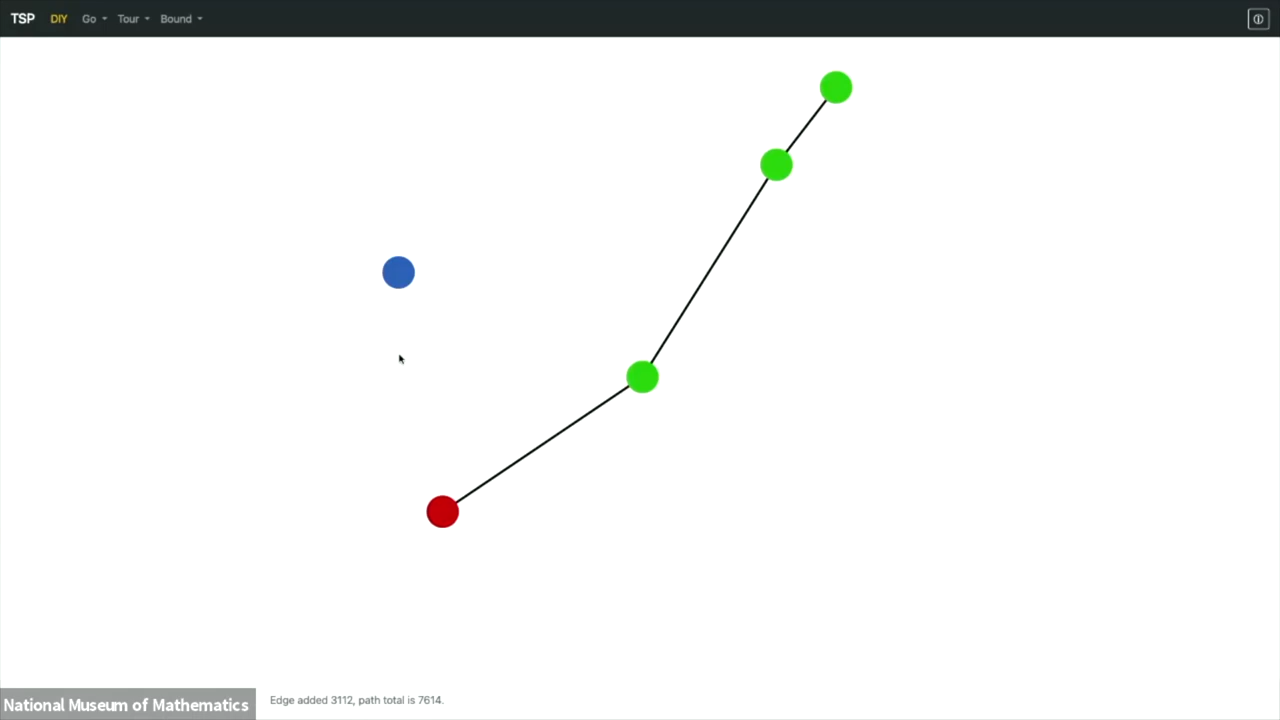 TSP DIY Go Tour Bound
Edge added 3112, path total is 7614.
National Museum of Mathematics